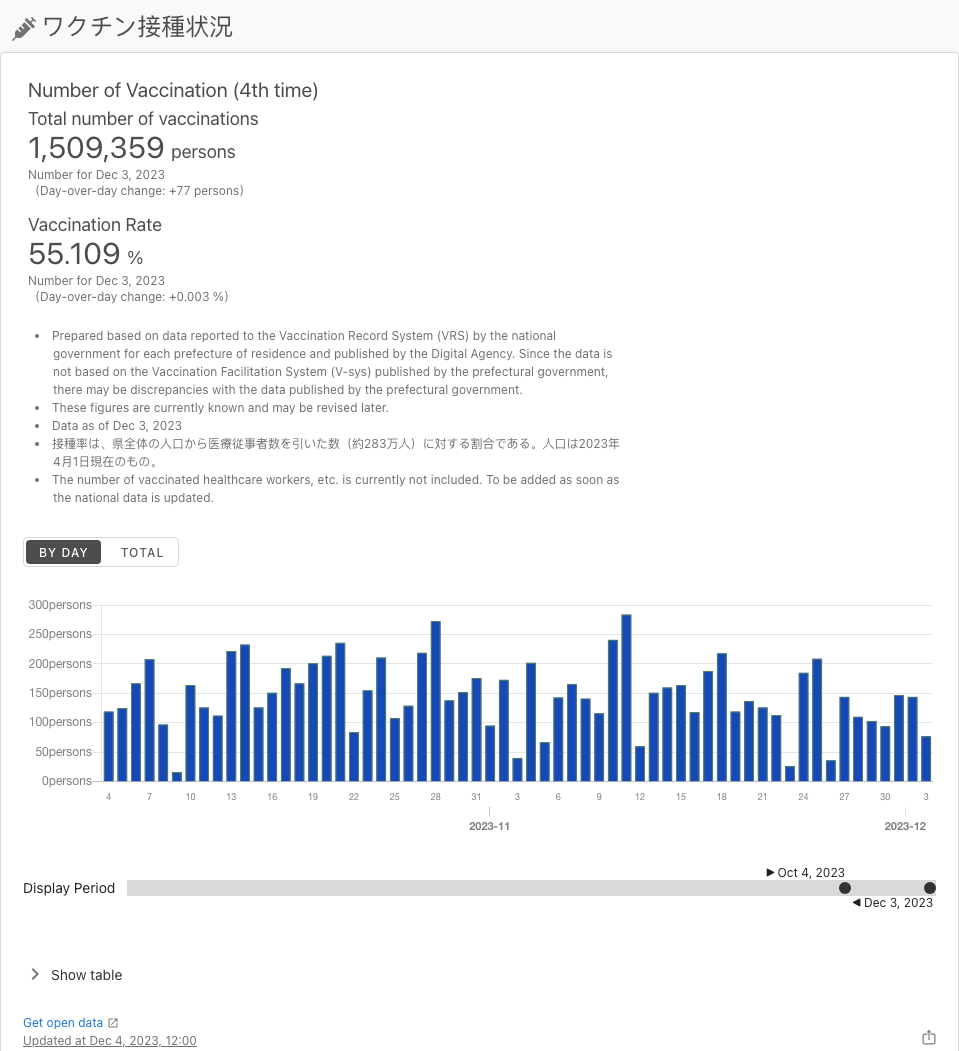 ワクチン接種状況
Number of Vaccination (4th time)
Total number of vaccinations
1,509,359 persons
Number for Dec 3, 2023
(Day-over-day change: +77 persons)
Vaccination Rate
55.109 %
Number for Dec 3, 2023
(Day-over-day change: +0.003 %)
• Prepared based on data reported to the Vaccination Record System (VRS) by the national
government for each prefecture of residence and published by the Digital Agency. Since the data is
not based on the Vaccination Facilitation System (V-sys) published by the prefectural government,
there may be discrepancies with the data published by the prefectural government.
• These figures are currently known and may be revised later.
• Data as of Dec 3, 2023
• 接種率は、県全体の人口から医療従事者数を引いた数（約283万人）に対する割合である。人口は2023年
4月1日現在のもの。
• The number of vaccinated healthcare workers, etc. is currently not included. To be added as soon as
the national data is updated.
BY DAY TOTAL
300persons
250persons
200persons
150persons
100persons
50persons
0persons
4 7 10 13 16 19 22 25 28 31 3 6 9 12 15 18 21 24 27 30 3
2023-11 2023-12
Oct 4, 2023
Display Period
Dec 3, 2023
Show table
Get open data
Updated at Dec 4, 2023, 12:00